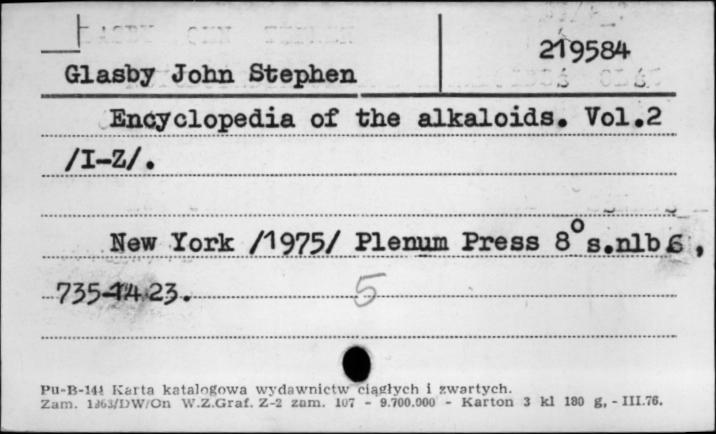 219584
Glasby John Stephen
Encyclopedia of the alkaloids. Vol.2
/I-Z/.
New York /1975/ Plenum Press 8° s.nlb 6,
735-1423.
5
Pu-B-141 Karta katalogowa wydawnictw ciągłych i zwartych.
Zam. 1363/DW/On W.Z.Graf. Z-2 zam. 107 - 9.700.000 - Karton 3 kl 180 g, - III.76.